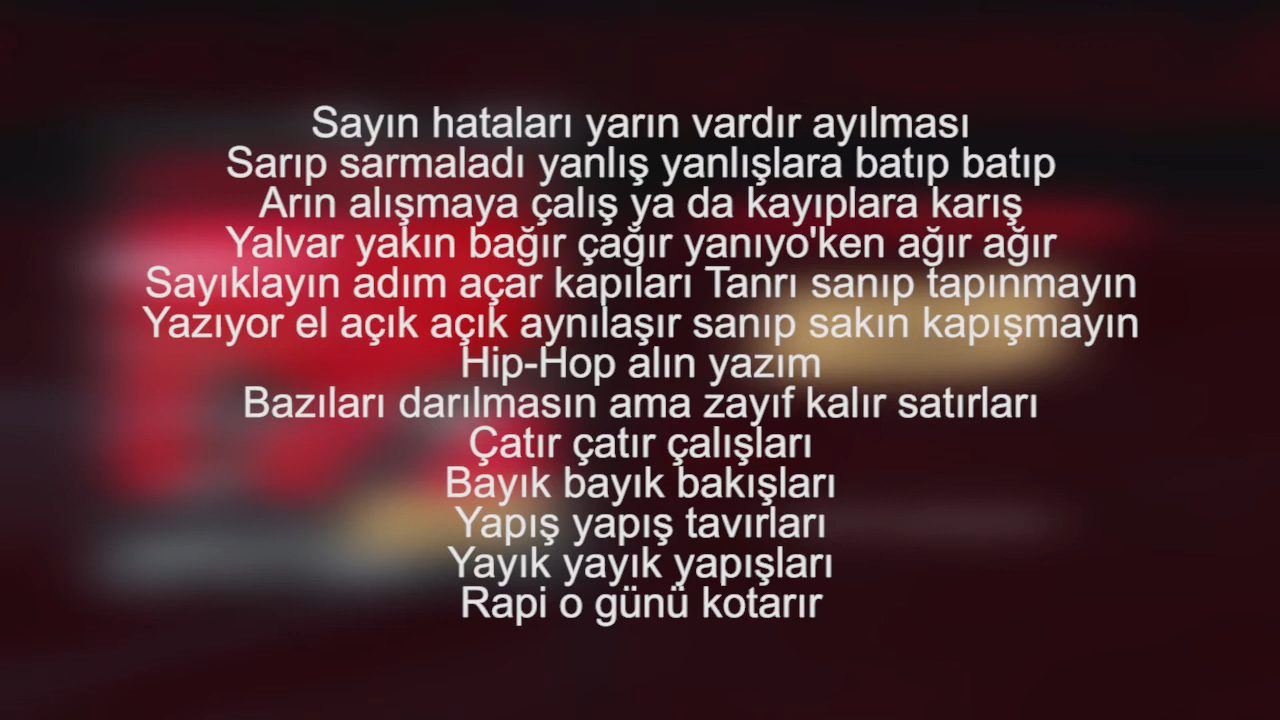 Sayın hataları yarın vardır ayılması
Sarıp sarmaladı yanlış yanlışlara batıp batıp
Arın alışmaya çalış ya da kayıplara karış
Yalvar yakın bağır çağır yanıyo'ken ağır ağır
Sayıklayın adım açar kapıları Tanrı sanıp tapınmayın
Yazıyor el açık açık aynılaşır sanıp sakın kapışmayın
Hip-Hop alın yazım
Bazıları darılmasın ama zayıf kalır satırları
Çatır çatır çalışları
Bayık bayık bakışları
Yapış yapış tavırları
Yayık yayık yapışları
Rapi o günü kotarır